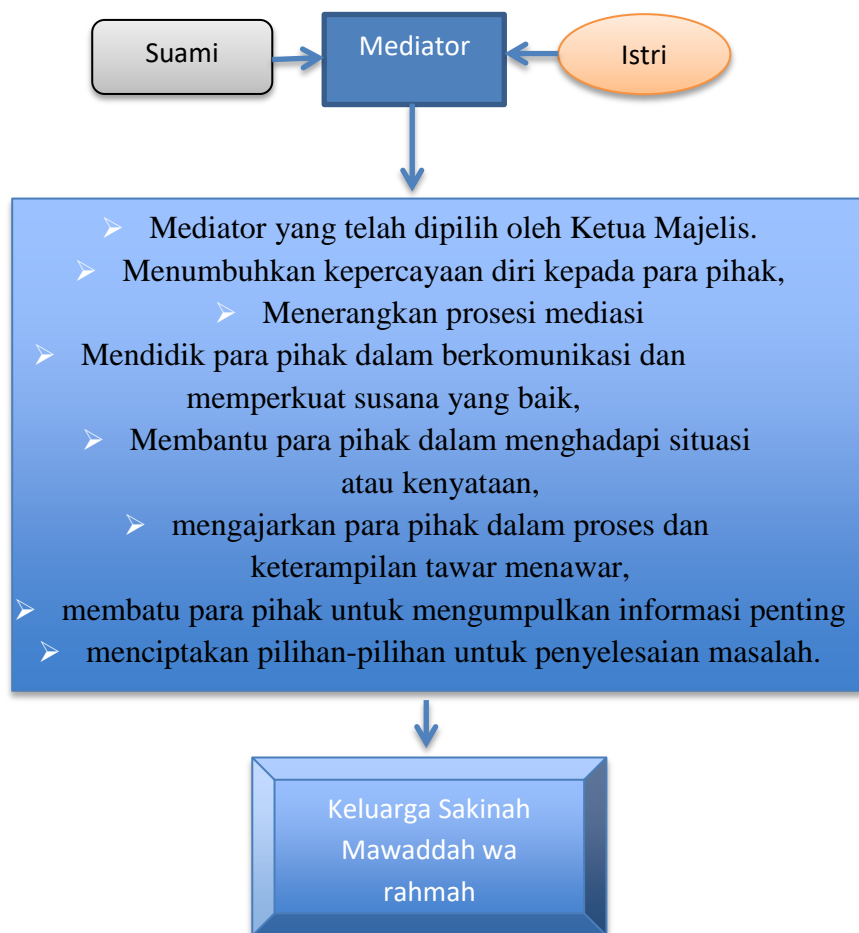 Suami
Mediator
Istri
➢ Mediator yang telah dipilih oleh Ketua Majelis.
➢ Menumbuhkan kepercayaan diri kepada para pihak,
➢ Menerangkan prosesi mediasi
➢ Mendidik para pihak dalam berkomunikasi dan
memperkuat susana yang baik,
➢ Membantu para pihak dalam menghadapi situasi
atau kenyataan,
➢ mengajarkan para pihak dalam proses dan
keterampilan tawar menawar,
➢ membatu para pihak untuk mengumpulkan informasi penting
➢ menciptakan pilihan-pilihan untuk penyelesaian masalah.
Keluarga Sakinah
Mawaddah wa
rahmah